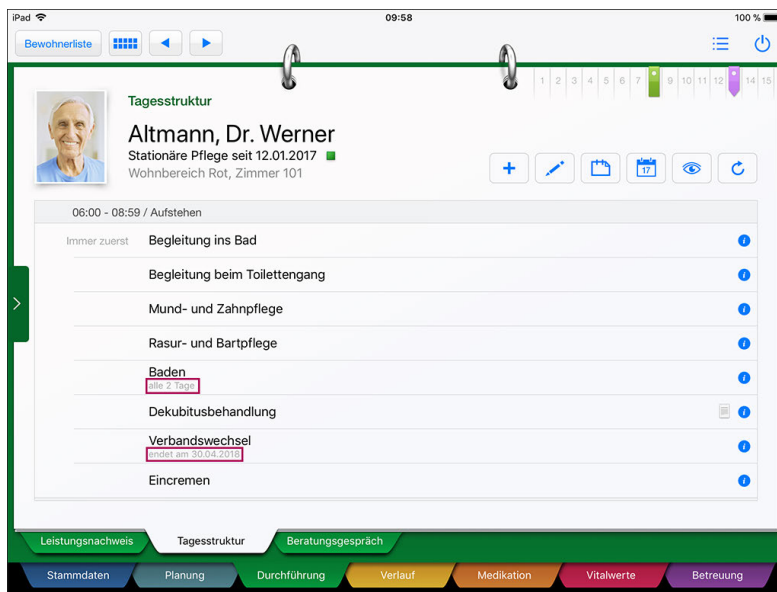 iPad 09:58 100 %
Bewohnerliste
1 2 3 4 5 6 7 9 10 11 12 14 15
Tagesstruktur
Altmann, Dr. Werner
Stationäre Pflege seit 12.01.2017
Wohnbereich Rot, Zimmer 101
17
06:00 - 08:59 / Aufstehen
Immer zuerst Begleitung ins Bad
Begleitung beim Toilettengang
Mund- und Zahnpflege
Rasur- und Bartpflege
Baden
alle 2 Tage
Dekubitusbehandlung
Verbandswechsel
endet am 30.04.2018
Eincremen
Leistungsnachweis Tagesstruktur Beratungsgespräch
Stammdaten Planung Durchführung Verlauf Medikation Vitalwerte Betreuung